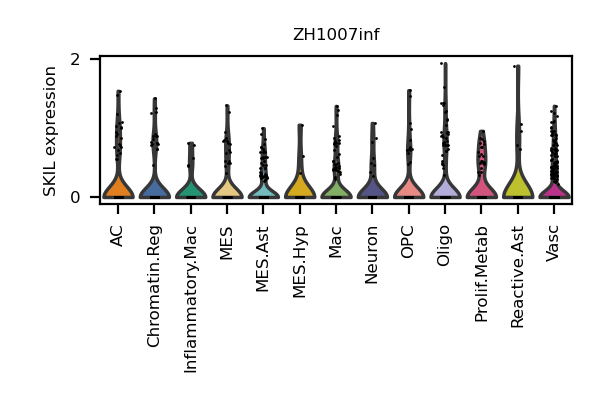 ZH1007inf
SKIL expression
2
0
AC
Chromatin.Reg
Inflammatory.Mac
MES
MES.Ast
MES.Hyp
Mac
Neuron
OPC
Oligo
Prolif.Metab
Reactive.Ast
Vasc